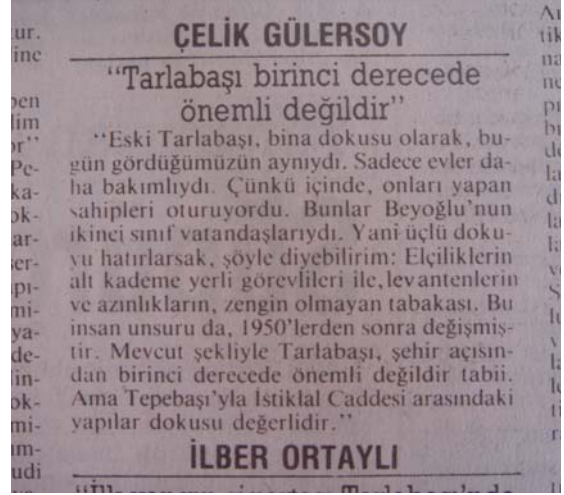 ÇELİK GÜLERSOY
"Tarlabaşı birinci derecede
önemli değildir"
"Eski Tarlabaşı, bina dokusu olarak, bu-
gün gördüğümüzün aynıydı. Sadece evler da-
ha bakımlıydı. Çünkü içinde, onları yapan
sahipleri oturuyordu. Bunlar Beyoğlu'nun
ikinci sınıf vatandaşlarıydı. Yani üçlü doku-
yu hatırlarsak, şöyle diyebilirim: Elçiliklerin
alt kademe yerli görevlileri ile, levantenlerin
ve azınlıkların, zengin olmayan tabakası. Bu
insan unsuru da, 1950'lerden sonra değişmiş-
tir. Mevcut şekliyle Tarlabaşı, şehir açısın-
dan birinci derecede önemli değildir tabii.
Ama Tepebaşı'yla İstiklal Caddesi arasındaki
yapılar dokusu değerlidir."
İLBER ORTAYLI